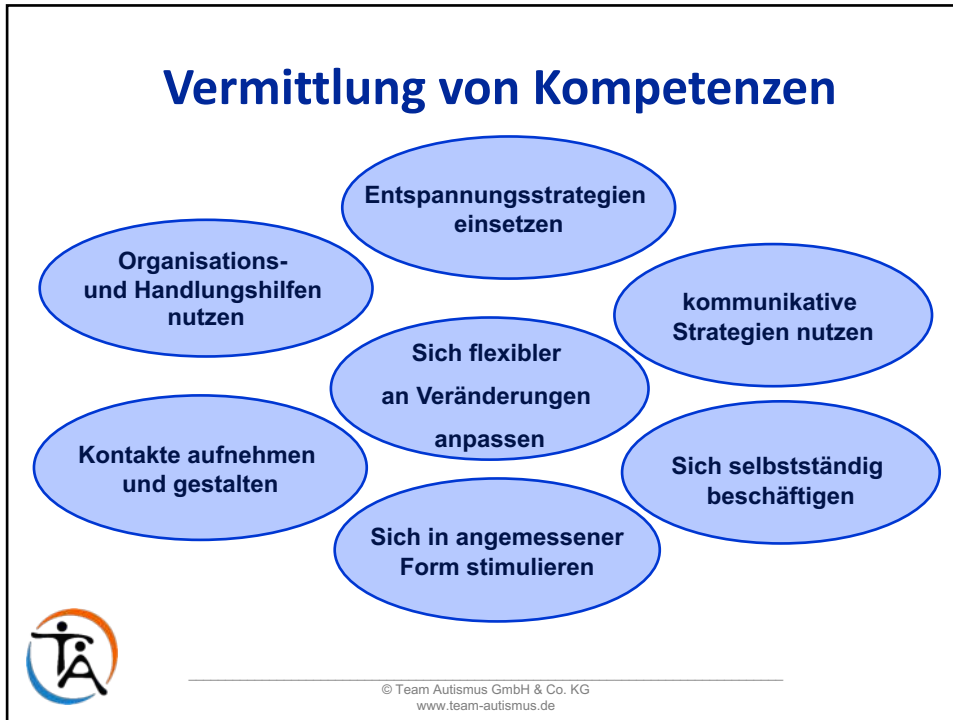 Vermittlung von Kompetenzen
Entspannungsstrategien
einsetzen
Organisations-
und Handlungshilfen
nutzen
kommunikative
Strategien nutzen
Sich flexibler
an Veränderungen
anpassen
Kontakte aufnehmen
und gestalten
Sich selbstständig
beschäftigen
Sich in angemessener
Form stimulieren
TA
© Team Autismus GmbH & Co. KG
www.team-autismus.de